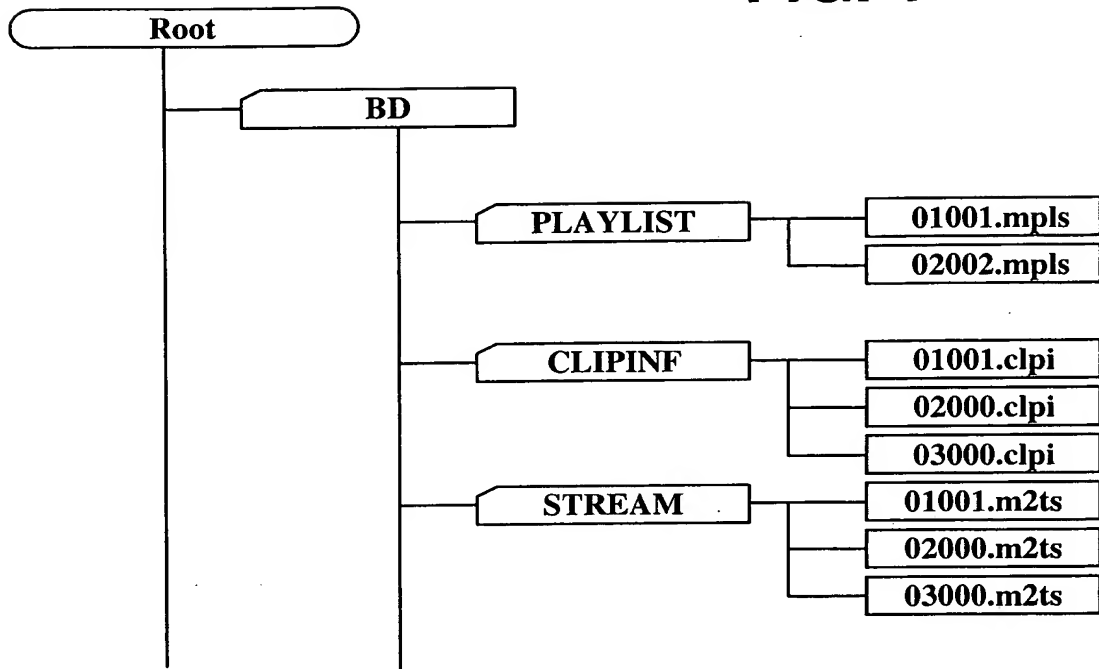 Root
BD
PLAYLIST
01001.mpls
02002.mpls
CLIPINF
01001.clpi
02000.clpi
03000.clpi
STREAM
01001.m2ts
02000.m2ts
03000.m2ts